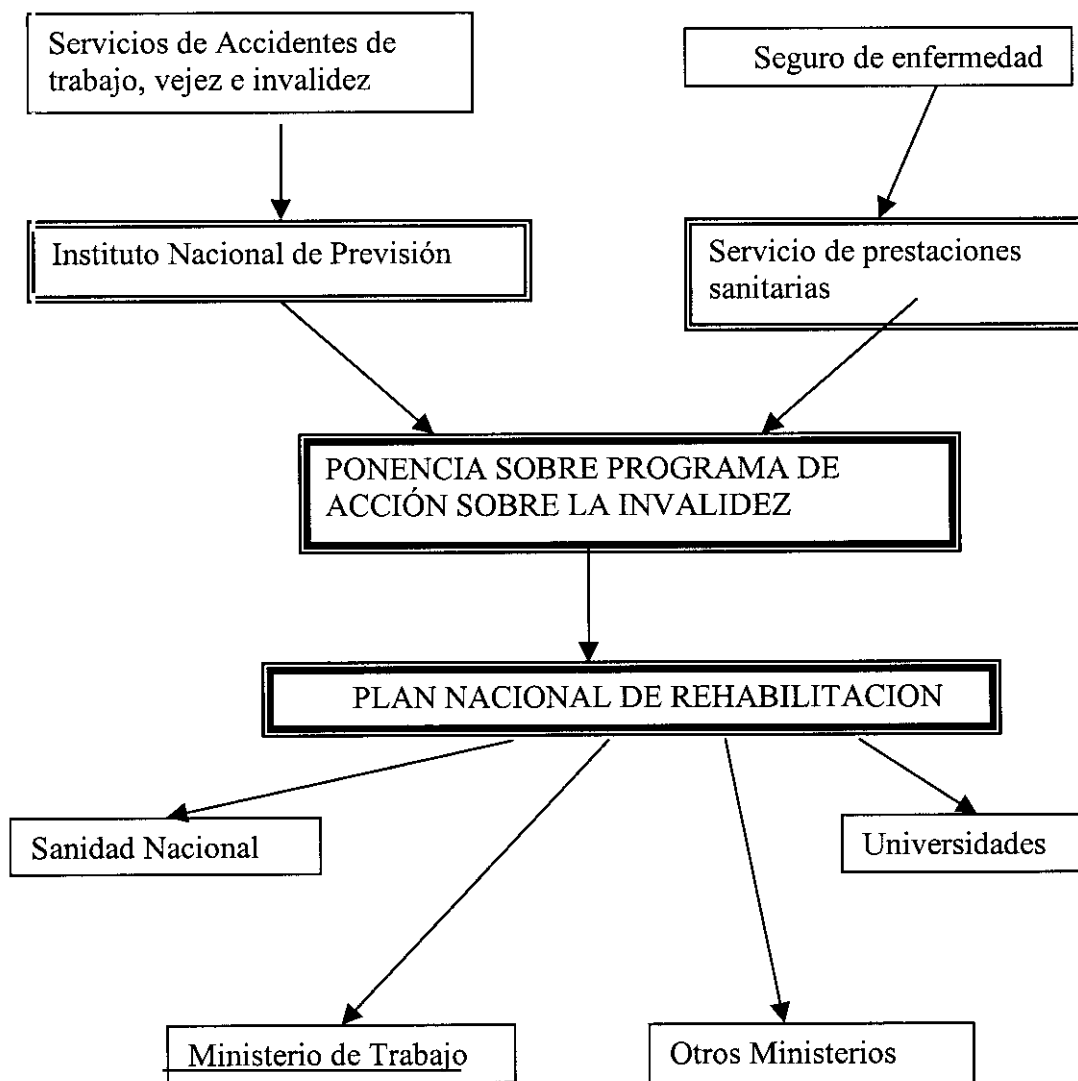 Servicios de Accidentes de
trabajo, vejez e invalidez
Seguro de enfermedad
Instituto Nacional de Previsión
Servicio de prestaciones
sanitarias
PONENCIA SOBRE PROGRAMA DE
ACCIÓN SOBRE LA INVALIDEZ
PLAN NACIONAL DE REHABILITACION
Sanidad Nacional
Universidades
Ministerio de Trabajo
Otros Ministerios